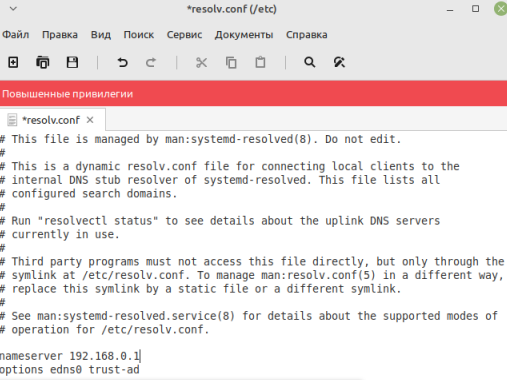 *resolv.conf (/etc)
Файл Правка Вид Поиск Сервис Документы Справка
Повышенные привилегии
*resolv.conf
# This file is managed by man:systemd-resolved(8). Do not edit.
#
# This is a dynamic resolv.conf file for connecting local clients to the
# internal DNS stub resolver of systemd-resolved. This file lists all
# configured search domains.
#
# Run "resolvectl status" to see details about the uplink DNS servers
# currently in use.
#
# Third party programs must not access this file directly, but only through the
# symlink at /etc/resolv.conf. To manage man:resolv.conf(5) in a different way,
# replace this symlink by a static file or a different symlink.
#
# See man:systemd-resolved.service(8) for details about the supported modes of
# operation for /etc/resolv.conf.
nameserver 192.168.0.1
options edns0 trust-ad